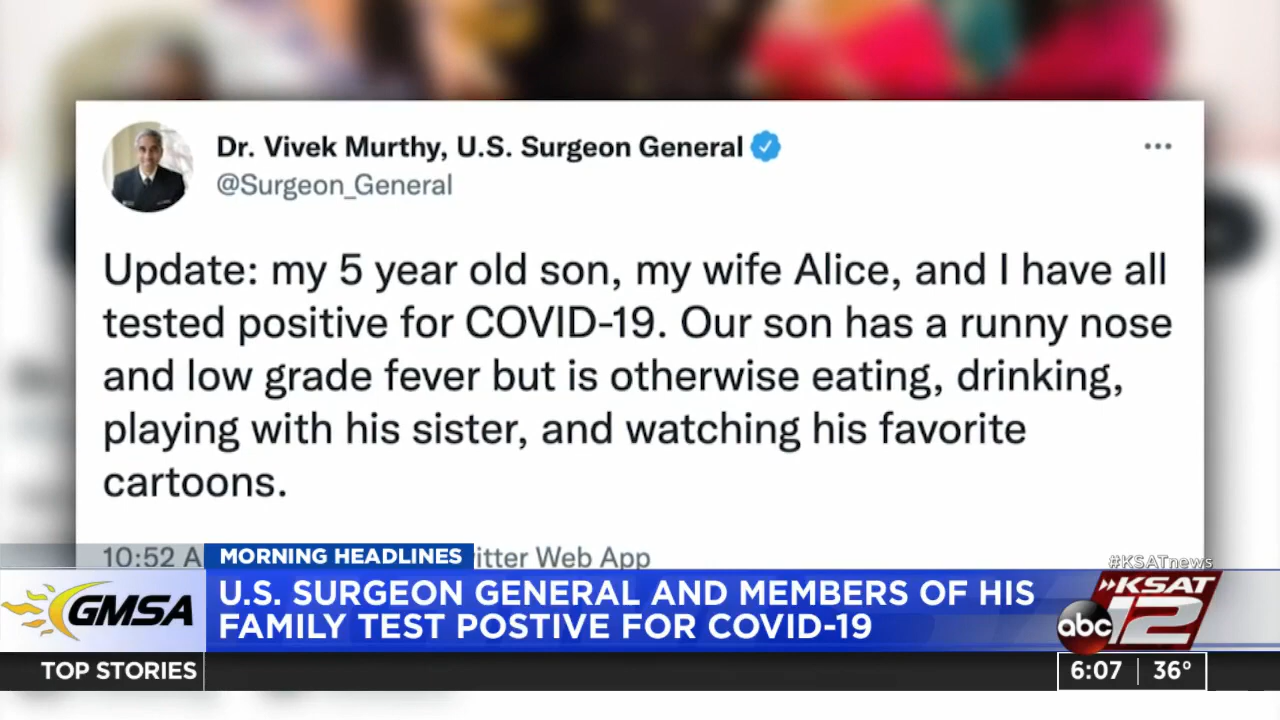 Dr. Vivek Murthy, U.S. Surgeon General
@Surgeon_General
Update: my 5 year old son, my wife Alice, and I have all
tested positive for COVID-19. Our son has a runny nose
and low grade fever but is otherwise eating, drinking,
playing with his sister, and watching his favorite
cartoons.
10:52 A
itter Web App
MORNING HEADLINES
#KSATnews
GMSA
U.S. SURGEON GENERAL AND MEMBERS OF HIS
FAMILY TEST POSTIVE FOR COVID-19
KSAT
abc 12
TOP STORIES
6:07 36°